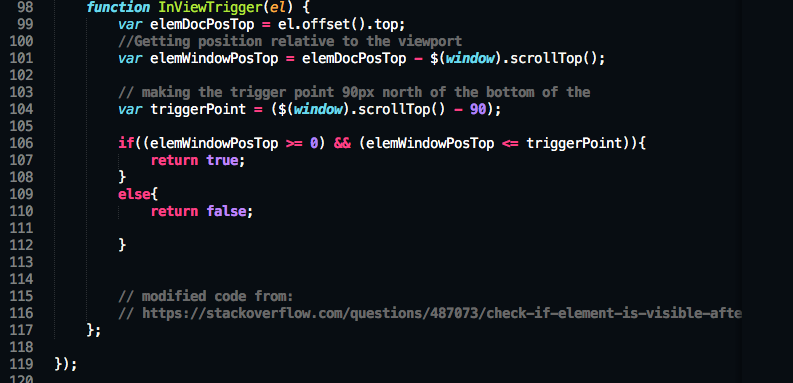 98 function InViewTrigger(el) {
99 var elemDocPosTop = el.offset().top;
100 //Getting position relative to the viewport
101 var elemWindowPosTop = elemDocPosTop - $(window).scrollTop();
102
103 // making the trigger point 90px north of the bottom of the
104 var triggerPoint = ($(window).scrollTop() - 90);
105
106 if((elemWindowPosTop >= 0) && (elemWindowPosTop <= triggerPoint)){
107 return true;
108 }
109 else{
110 return false;
111
112 }
113
114
115 // modified code from:
116 // https://stackoverflow.com/questions/487073/check-if-element-is-visible-afte
117 };
118
119 });
120